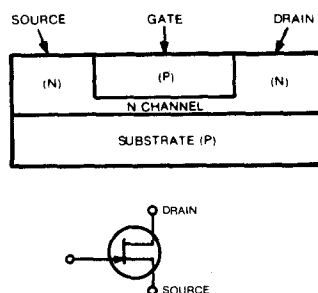 SOURCE GATE DRAIN
(N) (P) (N)
N CHANNEL
SUBSTRATE (P)
DRAIN
SOURCE